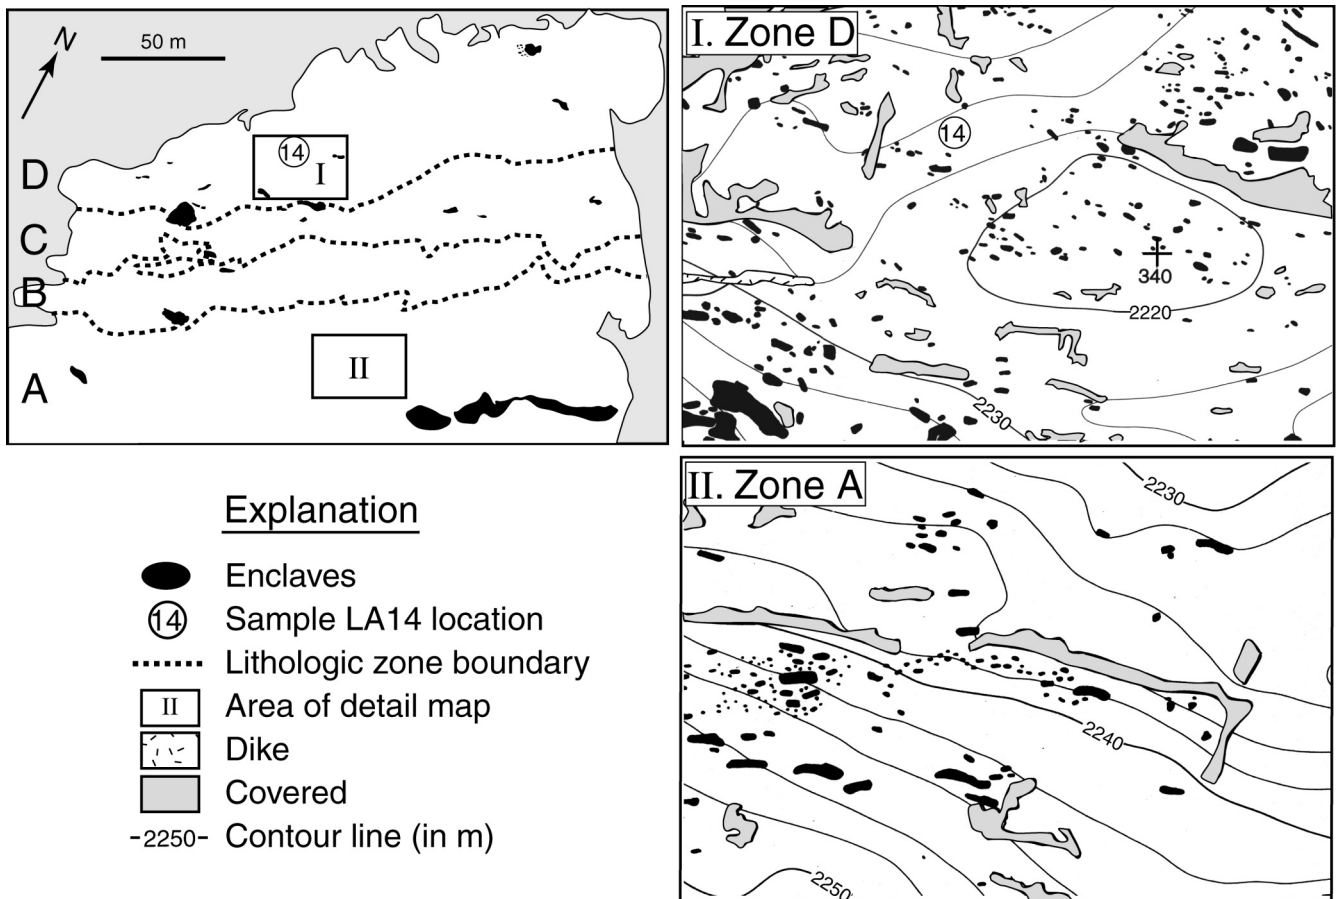 N
50 m
14
I
D
C
B
II
A
I. Zone D
14
340
2220
2230
Explanation
Enclaves
14 Sample LA14 location
Lithologic zone boundary
II Area of detail map
Dike
Covered
-2250- Contour line (in m)
II. Zone A
2230
2240
2250